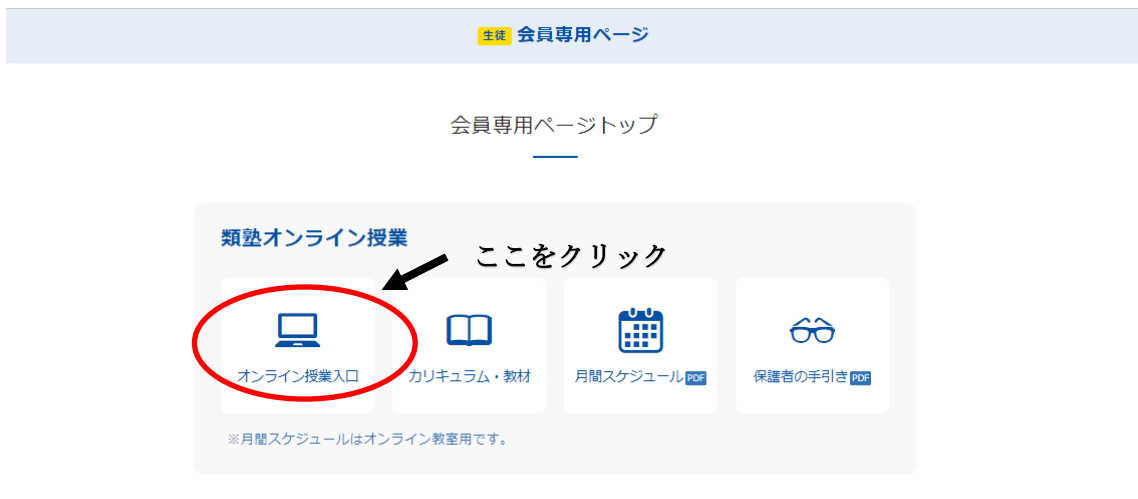 生徒 会員専用ページ
会員専用ページトップ
類塾オンライン授業
ここをクリック
オンライン授業入口
カリキュラム・教材
月間スケジュール PDF
保護者の手引き PDF
※月間スケジュールはオンライン教室用です。